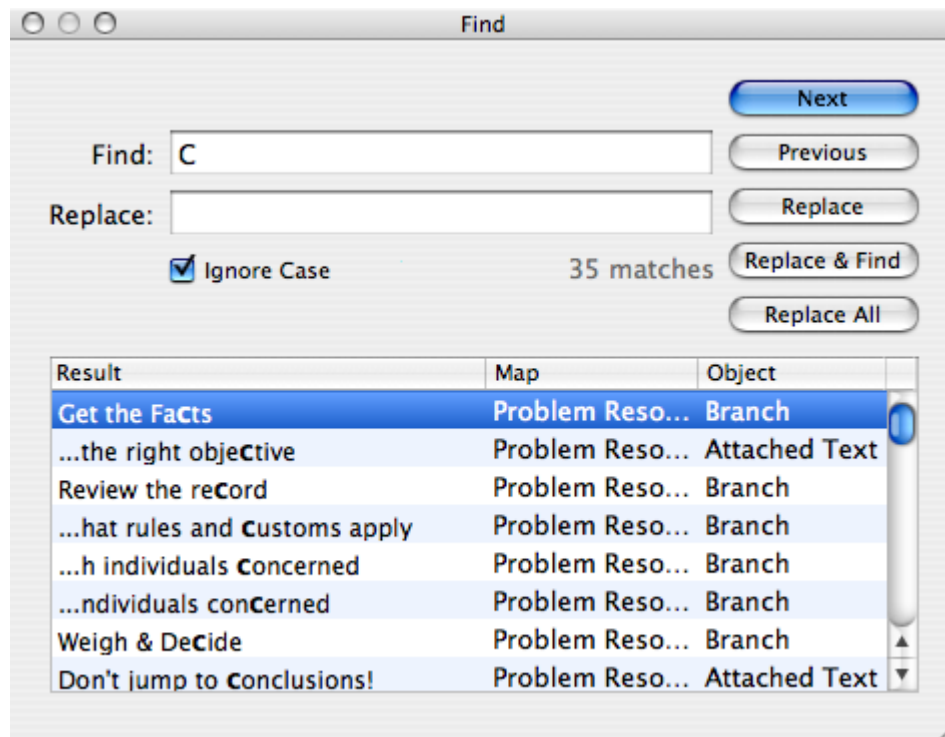 Find
Next
Find: C
Previous
Replace:
Replace
Ignore Case
35 matches
Replace & Find
Replace All
Result Map Object
Get the Facts Problem Reso... Branch
...the right objective Problem Reso... Attached Text
Review the record Problem Reso... Branch
...hat rules and customs apply Problem Reso... Branch
...h individuals concerned Problem Reso... Branch
...ndividuals concerned Problem Reso... Branch
Weigh & Decide Problem Reso... Branch
Don't jump to conclusions! Problem Reso... Attached Text